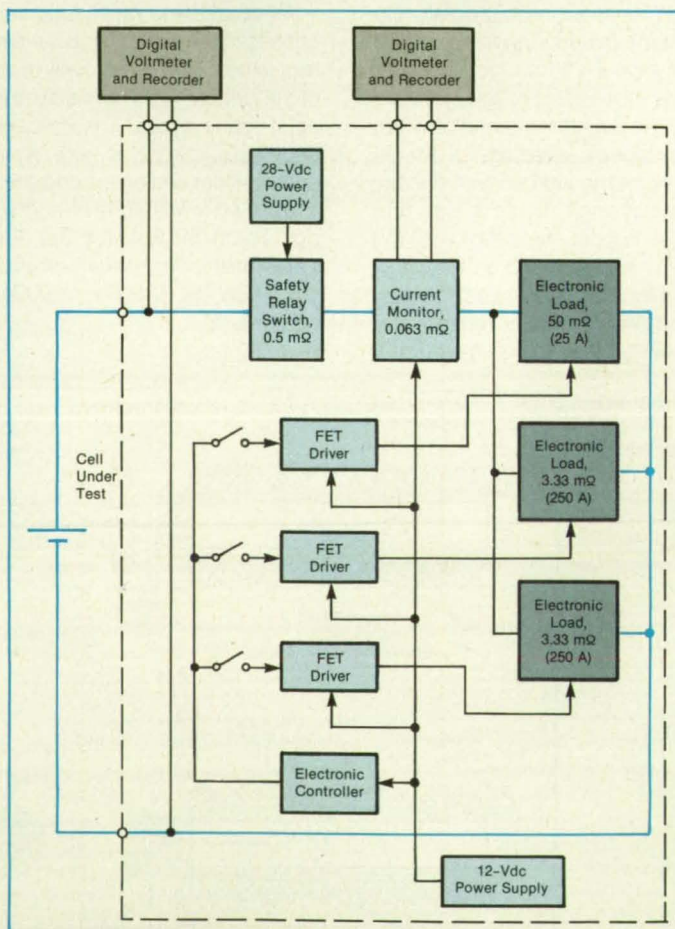 Digital
Voltmeter
and Recorder
Digital
Voltmeter
and Recorder
28-Vdc
Power
Supply
Safety
Relay
Switch,
0.5 mΩ
Current
Monitor,
0.063 mΩ
Electronic
Load,
50 mΩ
(25 A)
Cell
Under
Test
FET
Driver
Electronic
Load,
3.33 mΩ
(250 A)
FET
Driver
Electronic
Load,
3.33 mΩ
(250 A)
FET
Driver
Electronic
Controller
12-Vdc
Power Supply